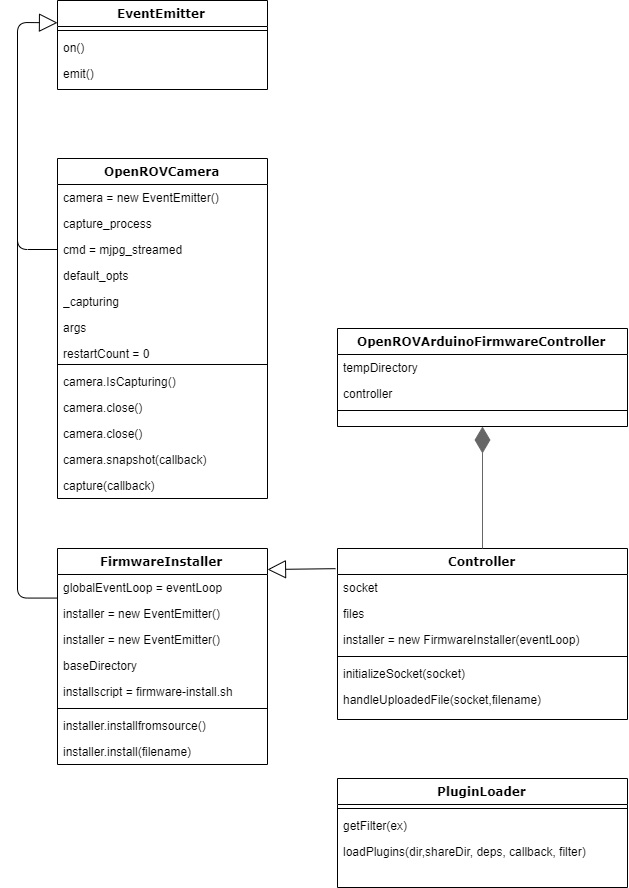 EventEmitter
on()
emit()
OpenROVCamera
camera = new EventEmitter()
capture_process
cmd = mjpg_streamed
default_opts
_capturing
args
restartCount = 0
camera.IsCapturing()
camera.close()
camera.close()
camera.snapshot(callback)
capture(callback)
OpenROVArduinoFirmwareController
tempDirectory
controller
FirmwareInstaller
globalEventLoop = eventLoop
installer = new EventEmitter()
installer = new EventEmitter()
baseDirectory
installscript = firmware-install.sh
installer.installfromsource()
installer.install(filename)
Controller
socket
files
installer = new FirmwareInstaller(eventLoop)
initializeSocket(socket)
handleUploadedFile(socket,filename)
PluginLoader
getFilter(ex)
loadPlugins(dir,shareDir, deps, callback, filter)